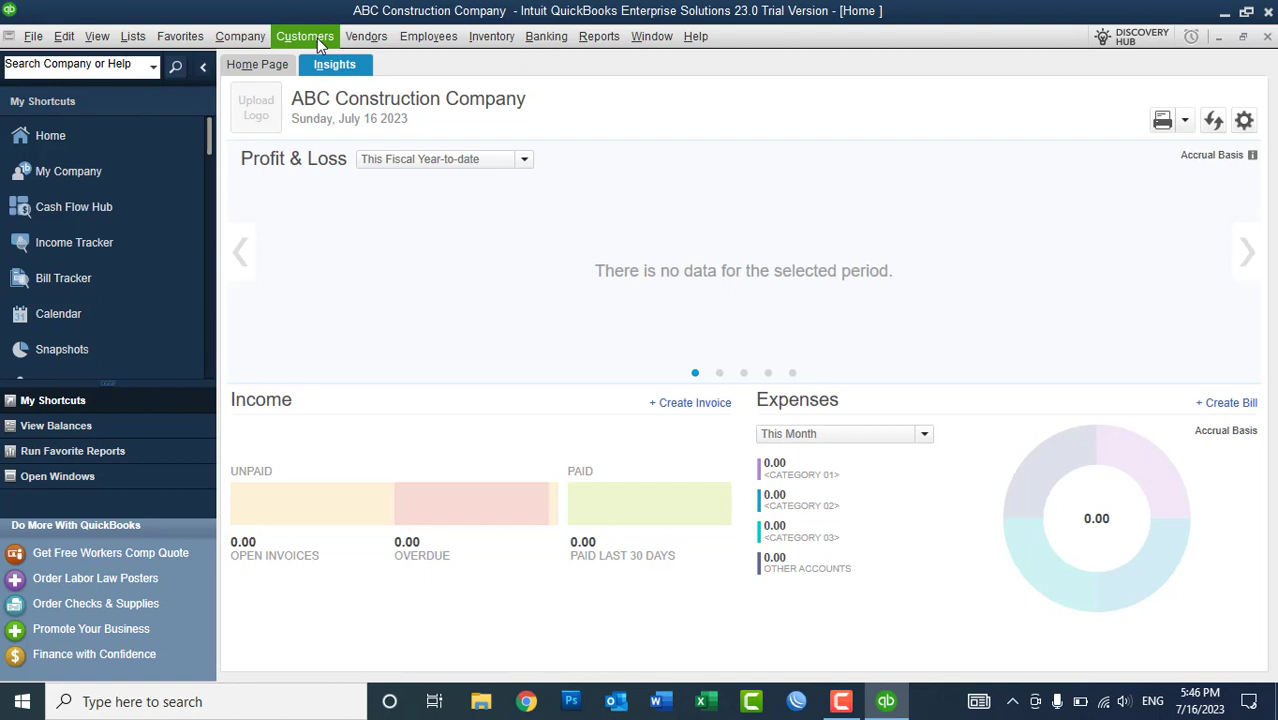 ABC Construction Company - Intuit QuickBooks Enterprise Solutions 23.0 Trial Version - [Home ]
File Edit View Lists Favorites Company Customers Vendors Employees Inventory Banking Reports Window Help
DISCOVERY
HUB
Search Company or Help
Home Page Insights
My Shortcuts
Home
My Company
Cash Flow Hub
Income Tracker
Bill Tracker
Calendar
Snapshots
My Shortcuts
View Balances
Run Favorite Reports
Open Windows
Do More With QuickBooks
Get Free Workers Comp Quote
Order Labor Law Posters
Order Checks & Supplies
Promote Your Business
Finance with Confidence
Upload
Logo
ABC Construction Company
Sunday, July 16 2023
Profit & Loss This Fiscal Year-to-date
Accrual Basis
There is no data for the selected period.
Income
+ Create Invoice
UNPAID PAID
0.00 0.00 0.00
OPEN INVOICES OVERDUE PAID LAST 30 DAYS
Expenses
+ Create Bill
This Month
Accrual Basis
0.00
<CATEGORY 01>
0.00
<CATEGORY 02>
0.00
<CATEGORY 03>
0.00
OTHER ACCOUNTS
0.00
Type here to search
ENG
5:46 PM
7/16/2023